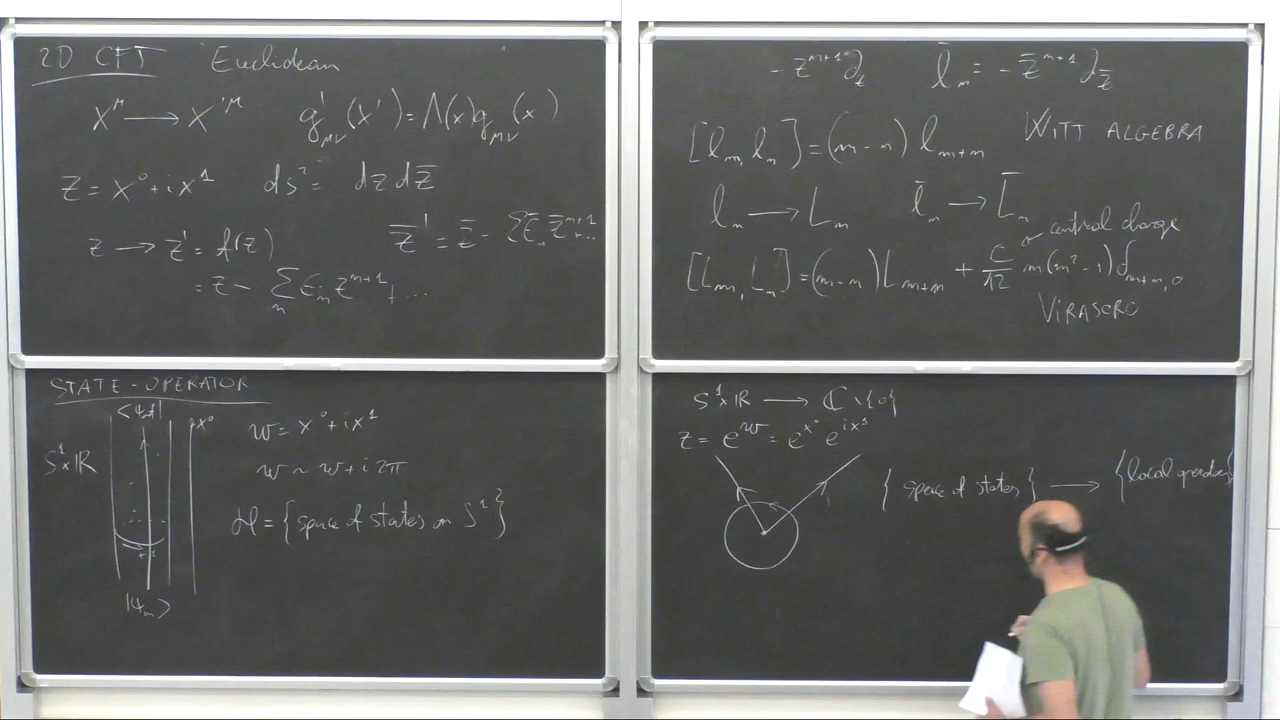 2D CFT Euclidean
X^μ ⟶ X'^μ g'_μν(x') = Λ(x) g_μν(x)
z = x⁰ + i x¹ ds² = dz dz̄
z ⟶ z' = f(z) z̄' = z̄ - Σ ε̄_n z̄^{n+1} ...
= z - Σ_n ε_n z^{n+1} + ...
- z^{n+1} ∂_z l̄_n = - z̄^{n+1} ∂_z̄
[l_m, l_n] = (m-n) l_{m+n} WITT ALGEBRA
l_n ⟶ L_n l̄_n ⟶ L̄_n
central charge
[L_m, L_n] = (m-n) L_{m+n} + c/12 m(m²-1) δ_{m+n,0}
VIRASORO
STATE-OPERATOR
<ψ_out| x⁰
S¹×ℝ
w = x⁰ + i x¹
w ~ w + i2π
ℋ = {space of states on S¹}
|ψ_in>
S¹×ℝ ⟶ ℂ\{0}
z = e^w = e^{x⁰} e^{ix¹}
{space of states} ⟶ {local operators}